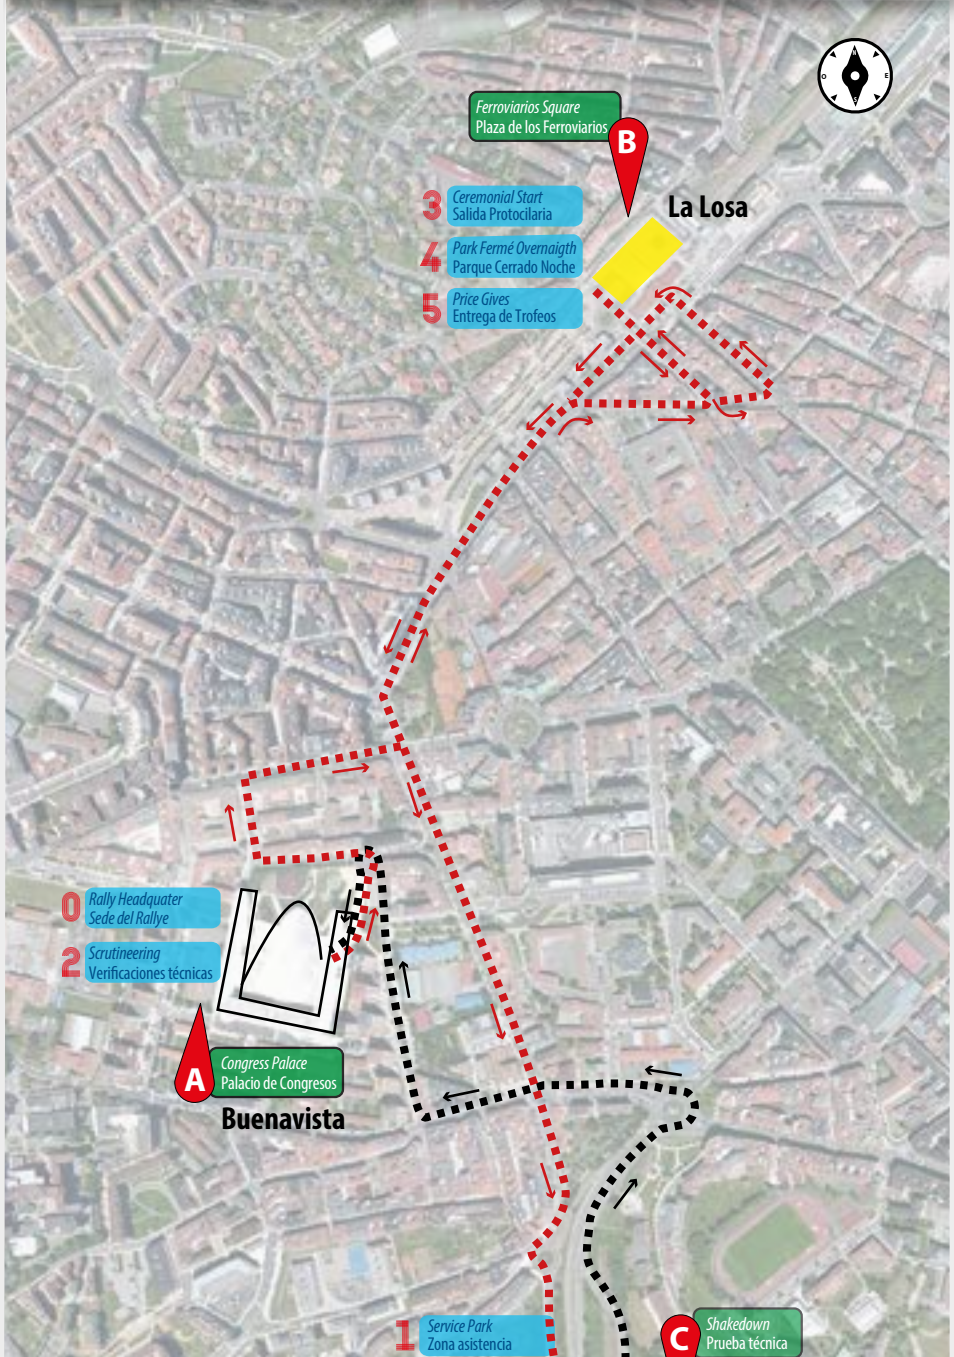 N
O
E
S
Ferroviarios Square
Plaza de los Ferroviarios
B
La Losa
3
Ceremonial Start
Salida Protocilaria
4
Park Fermé Overnaigth
Parque Cerrado Noche
5
Price Gives
Entrega de Trofeos
0
Rally Headquater
Sede del Rallye
2
Scrutineering
Verificaciones técnicas
A
Congress Palace
Palacio de Congresos
Buenavista
1
Service Park
Zona asistencia
C
Shakedown
Prueba técnica